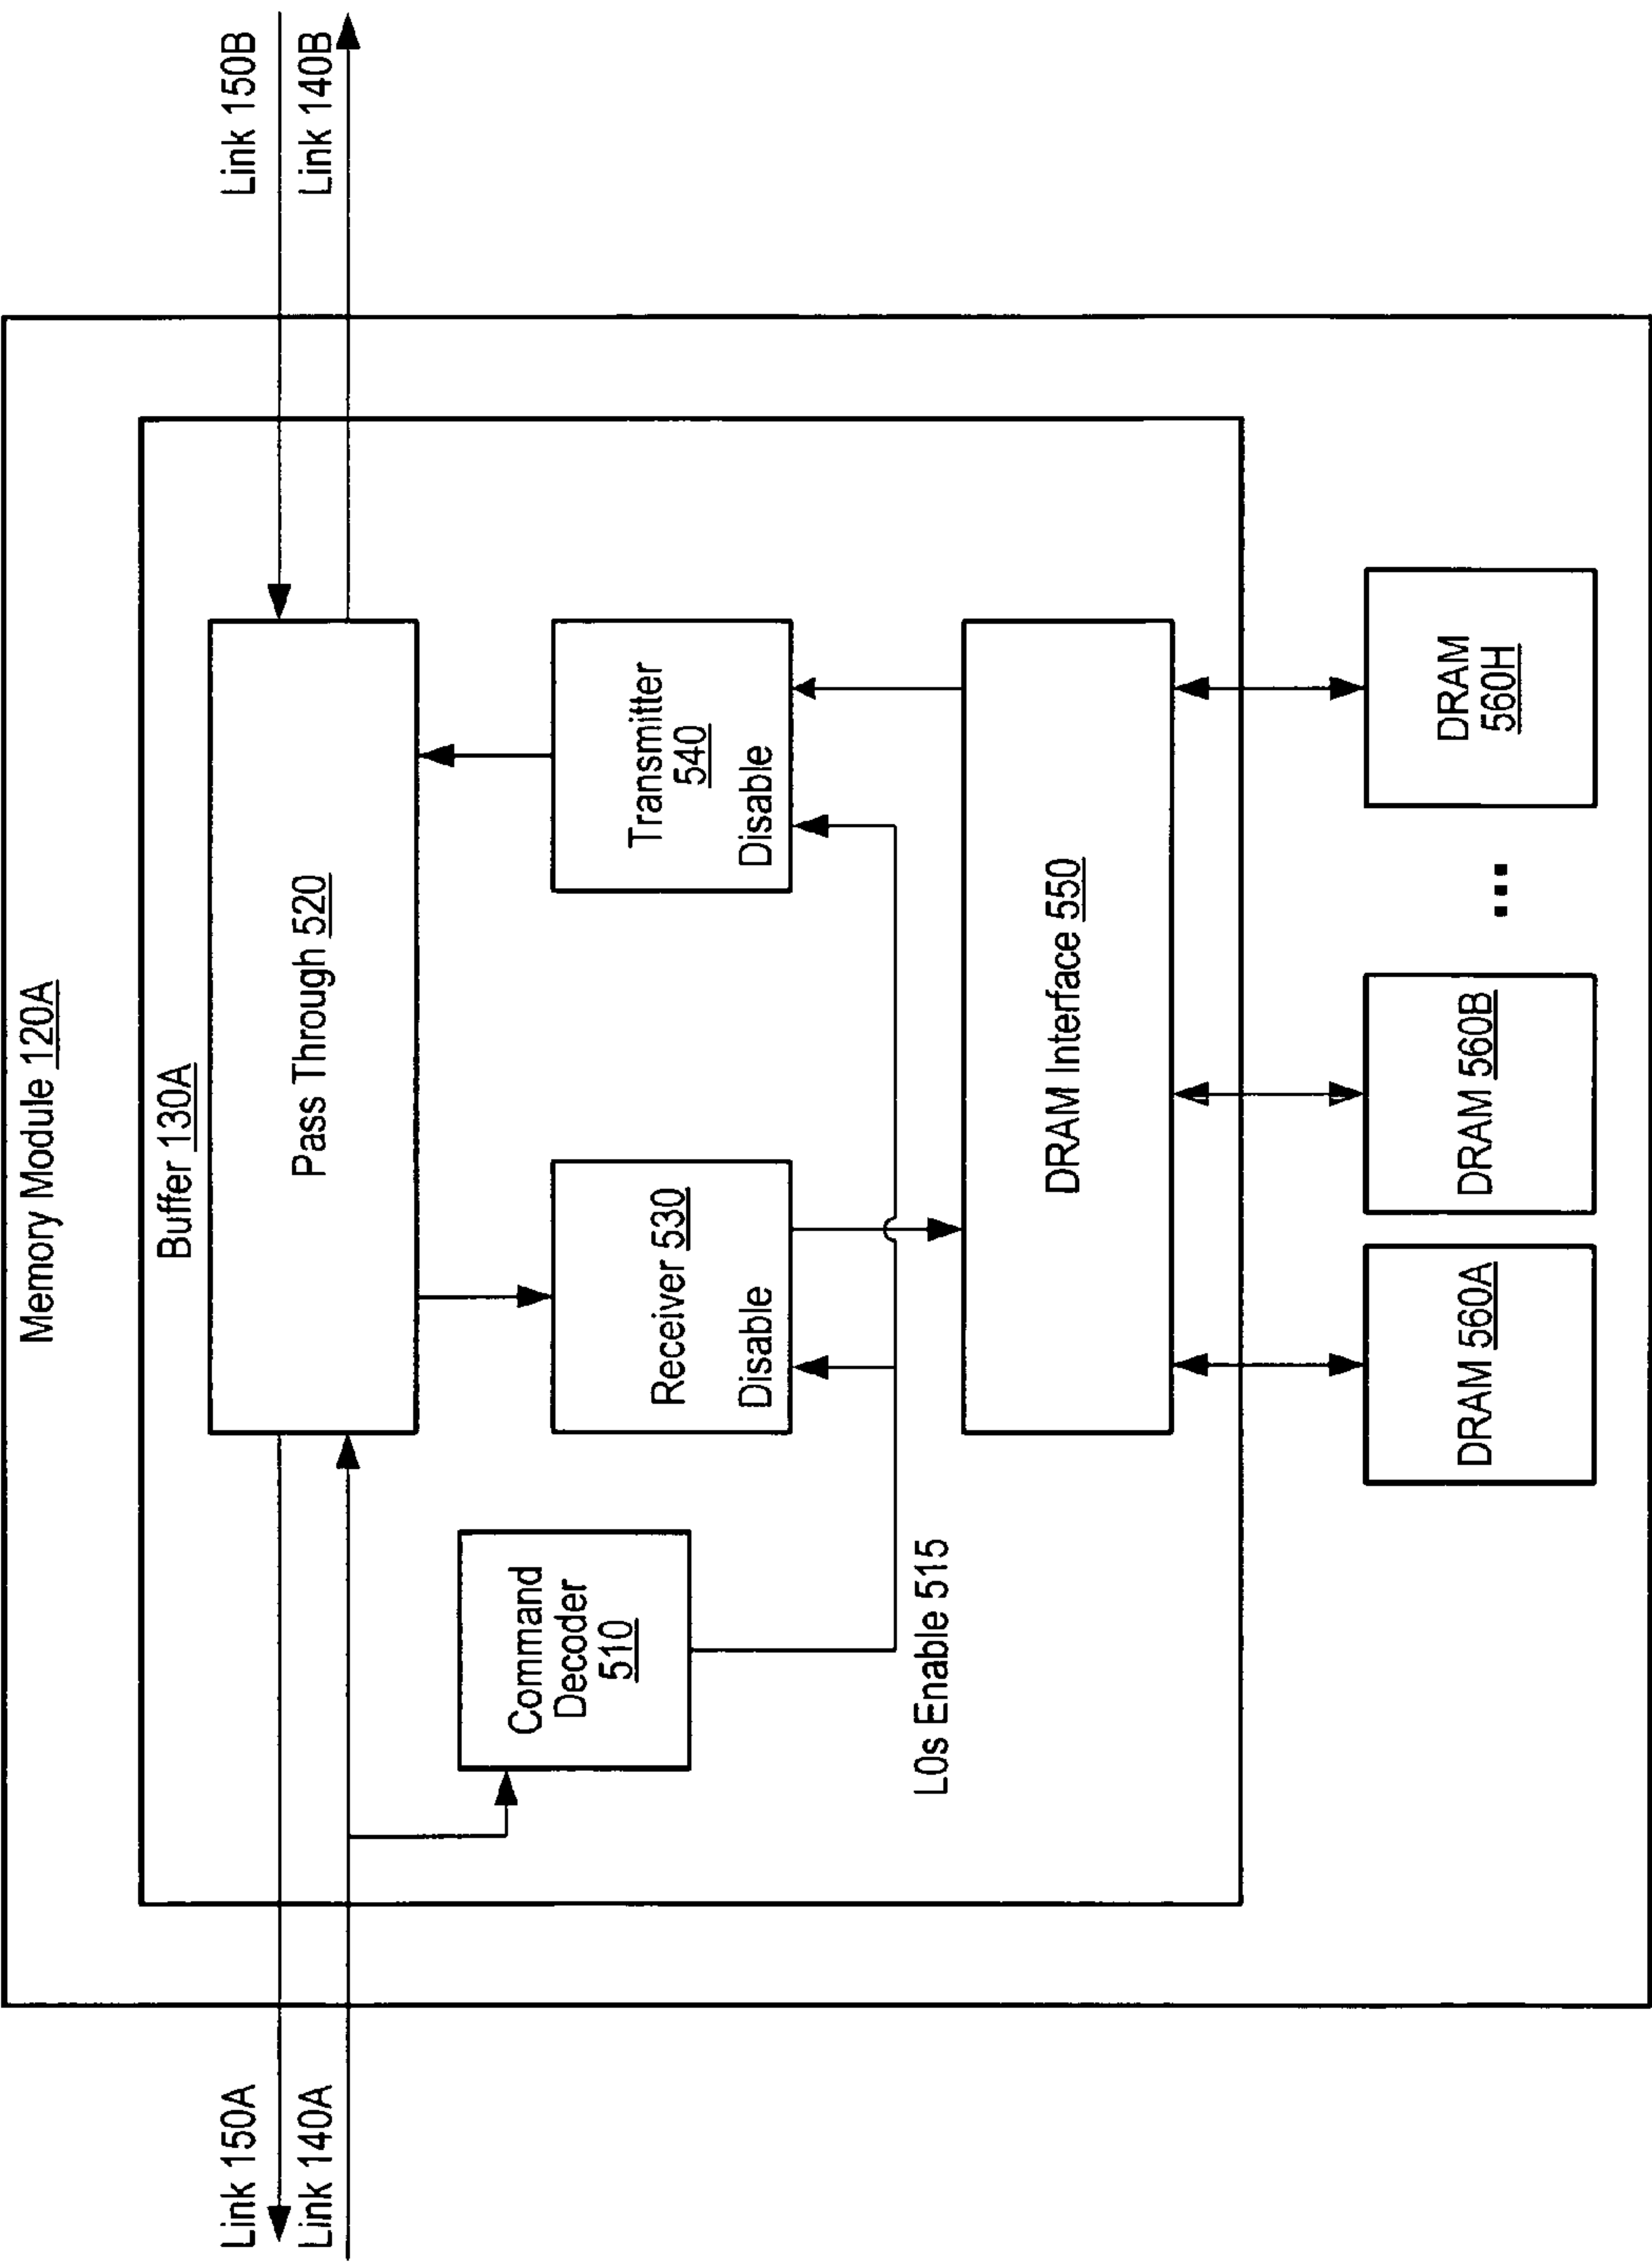 Memory Module 120A
Buffer 130A
Link 150A
Link 140A
Link 150B
Link 140B
Pass Through 520
Command
Decoder
510
Receiver 530
Disable
Transmitter
540
Disable
L0s Enable 515
DRAM Interface 550
DRAM 560A
DRAM 560B
...
DRAM
560H